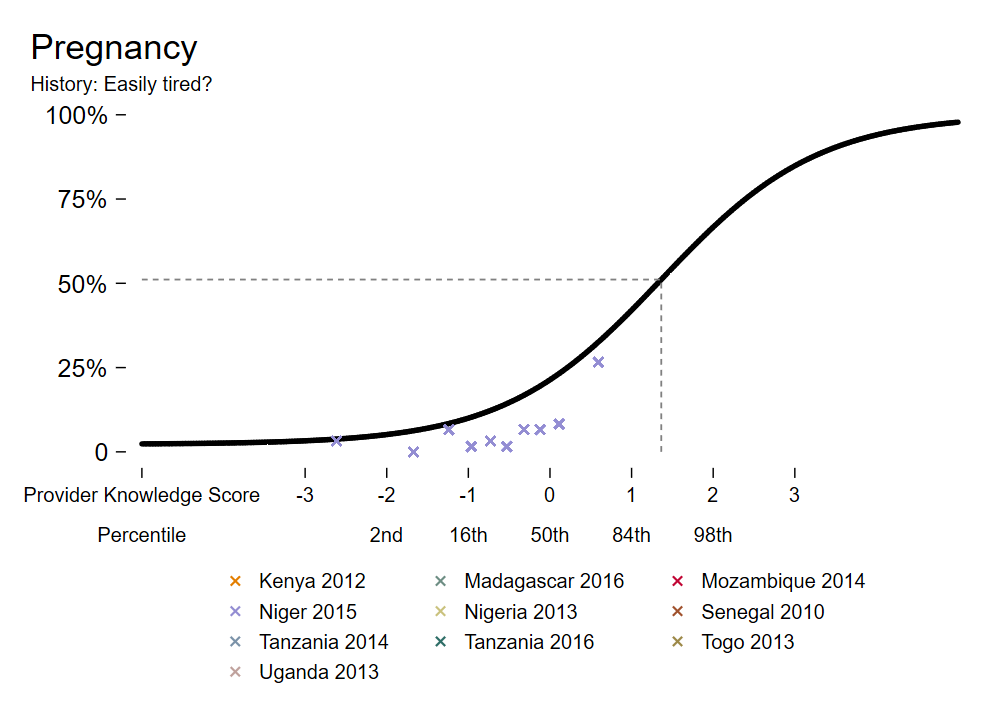 Pregnancy
History: Easily tired?
100%
75%
50%
25%
0
Provider Knowledge Score -3 -2 -1 0 1 2 3
Percentile 2nd 16th 50th 84th 98th
Kenya 2012 Madagascar 2016 Mozambique 2014
Niger 2015 Nigeria 2013 Senegal 2010
Tanzania 2014 Tanzania 2016 Togo 2013
Uganda 2013